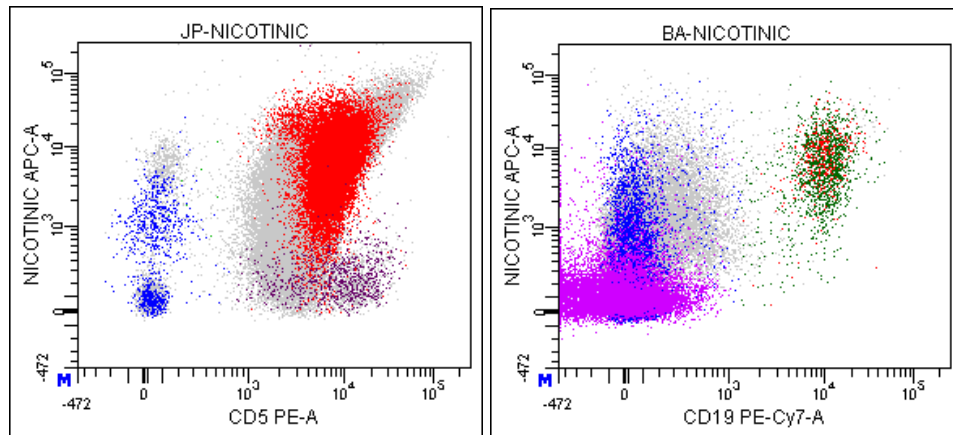 JP-NICOTINIC
NICOTINIC APC-A
10^5
10^4
10^3
0
-472
M
-472
0
10^3
10^4
10^5
CD5 PE-A
BA-NICOTINIC
NICOTINIC APC-A
10^5
10^4
10^3
0
-472
M
-472
0
10^3
10^4
10^5
CD19 PE-Cy7-A